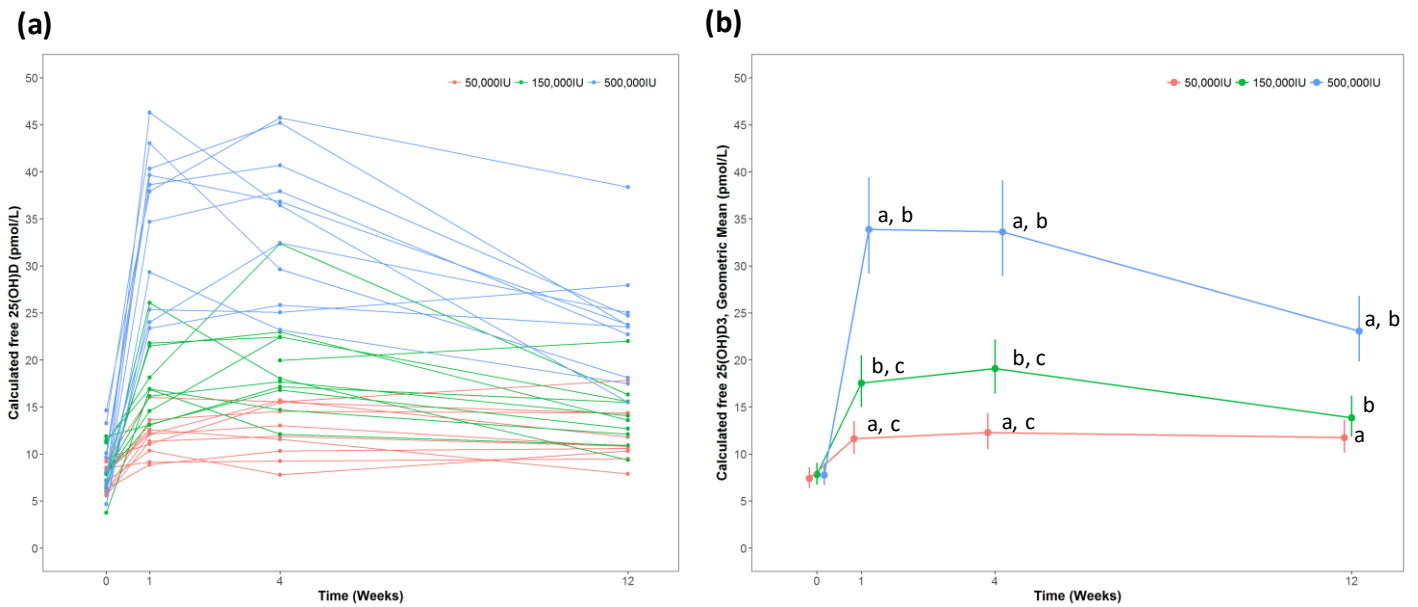 (a)
50,000IU 150,000IU 500,000IU
Calculated free 25(OH)D (pmol/L)
50
45
40
35
30
25
20
15
10
5
0
0 1 4 12
Time (Weeks)
(b)
50,000IU 150,000IU 500,000IU
Calculated free 25(OH)D3, Geometric Mean (pmol/L)
50
45
40
35
30
25
20
15
10
5
0
a, b
a, b
a, b
b, c
b, c
b
a, c
a, c
a
0 1 4 12
Time (Weeks)